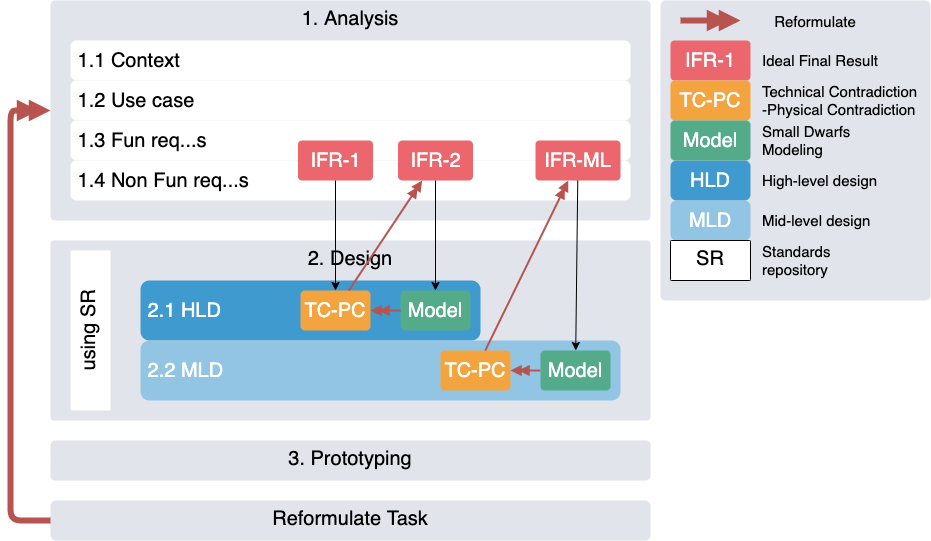 1. Analysis
1.1 Context
1.2 Use case
1.3 Fun req...s
1.4 Non Fun req...s
IFR-1
IFR-2
IFR-ML
2. Design
using SR
2.1 HLD
TC-PC
Model
2.2 MLD
TC-PC
Model
3. Prototyping
Reformulate Task
Reformulate
IFR-1
Ideal Final Result
TC-PC
Technical Contradiction
-Physical Contradiction
Model
Small Dwarfs
Modeling
HLD
High-level design
MLD
Mid-level design
SR
Standards
repository